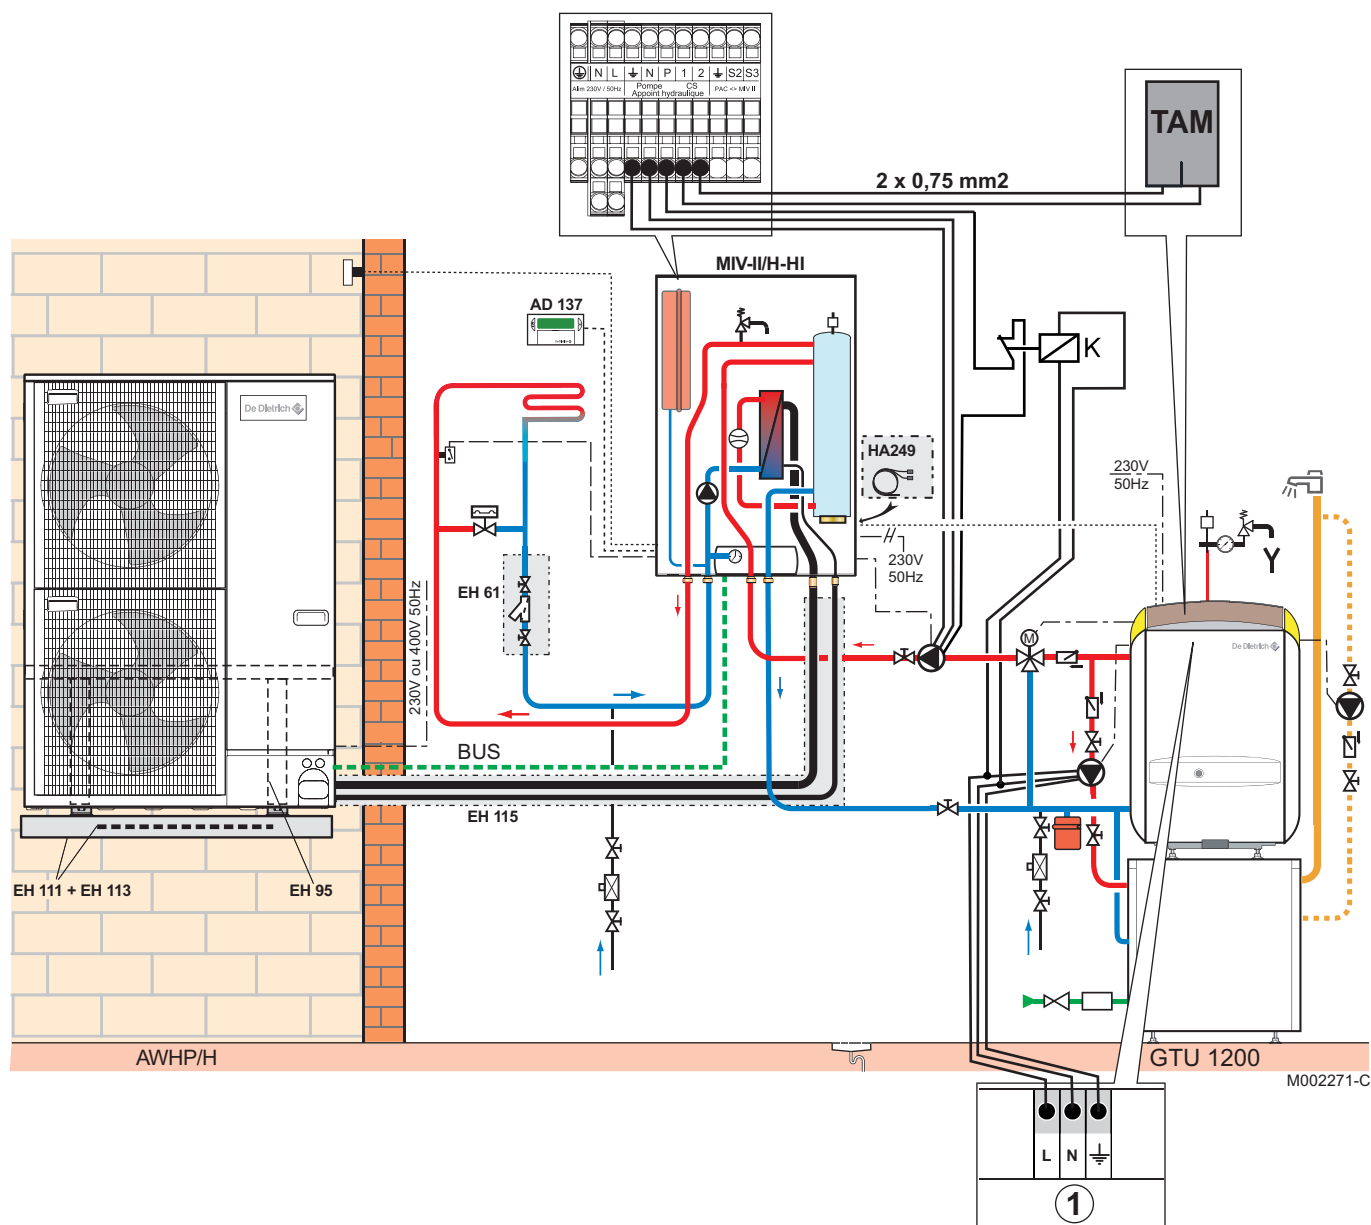 N L N P 1 2 S2 S3
Alim 230V / 50Hz
Pompe CS
Appoint hydraulique
PAC <> MIV II
TAM
2 x 0,75 mm2
MIV-II/H-HI
AD 137
K
De Dietrich
HA249
230V
50Hz
230V
50Hz
M
EH 61
230V ou 400V 50Hz
De Dietrich
BUS
EH 115
EH 111 + EH 113
EH 95
AWHP/H
GTU 1200
M002271-C
L N
1